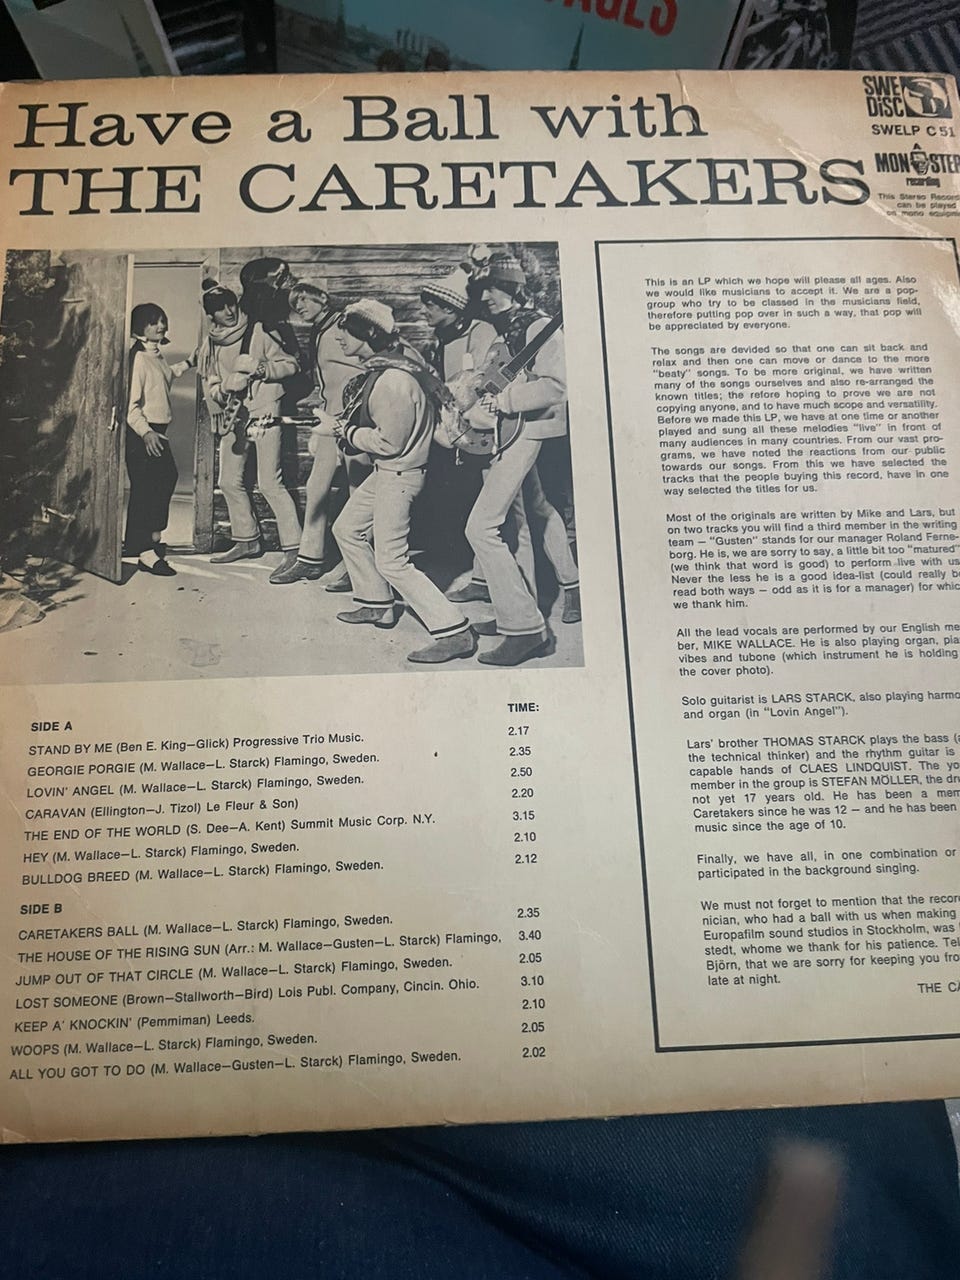 AGES
Have a Ball with
THE CARETAKERS
SWE
DISC
SWELP C 51
MONSTER
recording
This Stereo Record
can be played
on mono equipm
This is an LP which we hope will please all ages. Also
we would like musicians to accept it. We are a pop-
group who try to be classed in the musicians field,
therefore putting pop over in such a way, that pop will
be appreciated by everyone.
The songs are devided so that one can sit back and
relax and then one can move or dance to the more
"beaty" songs. To be more original, we have written
many of the songs ourselves and also re-arranged the
known titles; the refore hoping to prove we are not
copying anyone, and to have much scope and versatility.
Before we made this LP, we have at one time or another
played and sung all these melodies "live" in front of
many audiences in many countries. From our vast pro-
grams, we have noted the reactions from our public
towards our songs. From this we have selected the
tracks that the people buying this record, have in one
way selected the titles for us.
Most of the originals are written by Mike and Lars, but
on two tracks you will find a third member in the writing
team – "Gusten" stands for our manager Roland Ferne-
borg. He is, we are sorry to say, a little bit too "matured"
(we think that word is good) to perform live with us
Never the less he is a good idea-list (could really be
read both ways – odd as it is for a manager) for whic
we thank him.
All the lead vocals are performed by our English me
ber, MIKE WALLACE. He is also playing organ, pia
vibes and tubone (which instrument he is holding
the cover photo).
Solo guitarist is LARS STARCK, also playing harmo
and organ (in "Lovin Angel").
Lars' brother THOMAS STARCK plays the bass (a
the technical thinker) and the rhythm guitar is
capable hands of CLAES LINDQUIST. The yo
member in the group is STEFAN MÖLLER, the dru
not yet 17 years old. He has been a mem
Caretakers since he was 12 – and he has been
music since the age of 10.
Finally, we have all, in one combination or
participated in the background singing.
We must not forget to mention that the recor
nician, who had a ball with us when making
Europafilm sound studios in Stockholm, was
stedt, whome we thank for his patience. Tel
Björn, that we are sorry for keeping you fro
late at night.
THE CA
SIDE A TIME:
STAND BY ME (Ben E. King–Glick) Progressive Trio Music. 2.17
GEORGIE PORGIE (M. Wallace–L. Starck) Flamingo, Sweden. 2.35
LOVIN' ANGEL (M. Wallace–L. Starck) Flamingo, Sweden. 2.50
CARAVAN (Ellington–J. Tizol) Le Fleur & Son) 2.20
THE END OF THE WORLD (S. Dee–A. Kent) Summit Music Corp. N.Y. 3.15
HEY (M. Wallace–L. Starck) Flamingo, Sweden. 2.10
BULLDOG BREED (M. Wallace–L. Starck) Flamingo, Sweden. 2.12
SIDE B
CARETAKERS BALL (M. Wallace–L. Starck) Flamingo, Sweden. 2.35
THE HOUSE OF THE RISING SUN (Arr.: M. Wallace–Gusten–L. Starck) Flamingo, 3.40
JUMP OUT OF THAT CIRCLE (M. Wallace–L. Starck) Flamingo, Sweden. 2.05
LOST SOMEONE (Brown–Stallworth–Bird) Lois Publ. Company, Cincin. Ohio. 3.10
KEEP A' KNOCKIN' (Pemmiman) Leeds. 2.10
WOOPS (M. Wallace–L. Starck) Flamingo, Sweden. 2.05
ALL YOU GOT TO DO (M. Wallace–Gusten–L. Starck) Flamingo, Sweden. 2.02